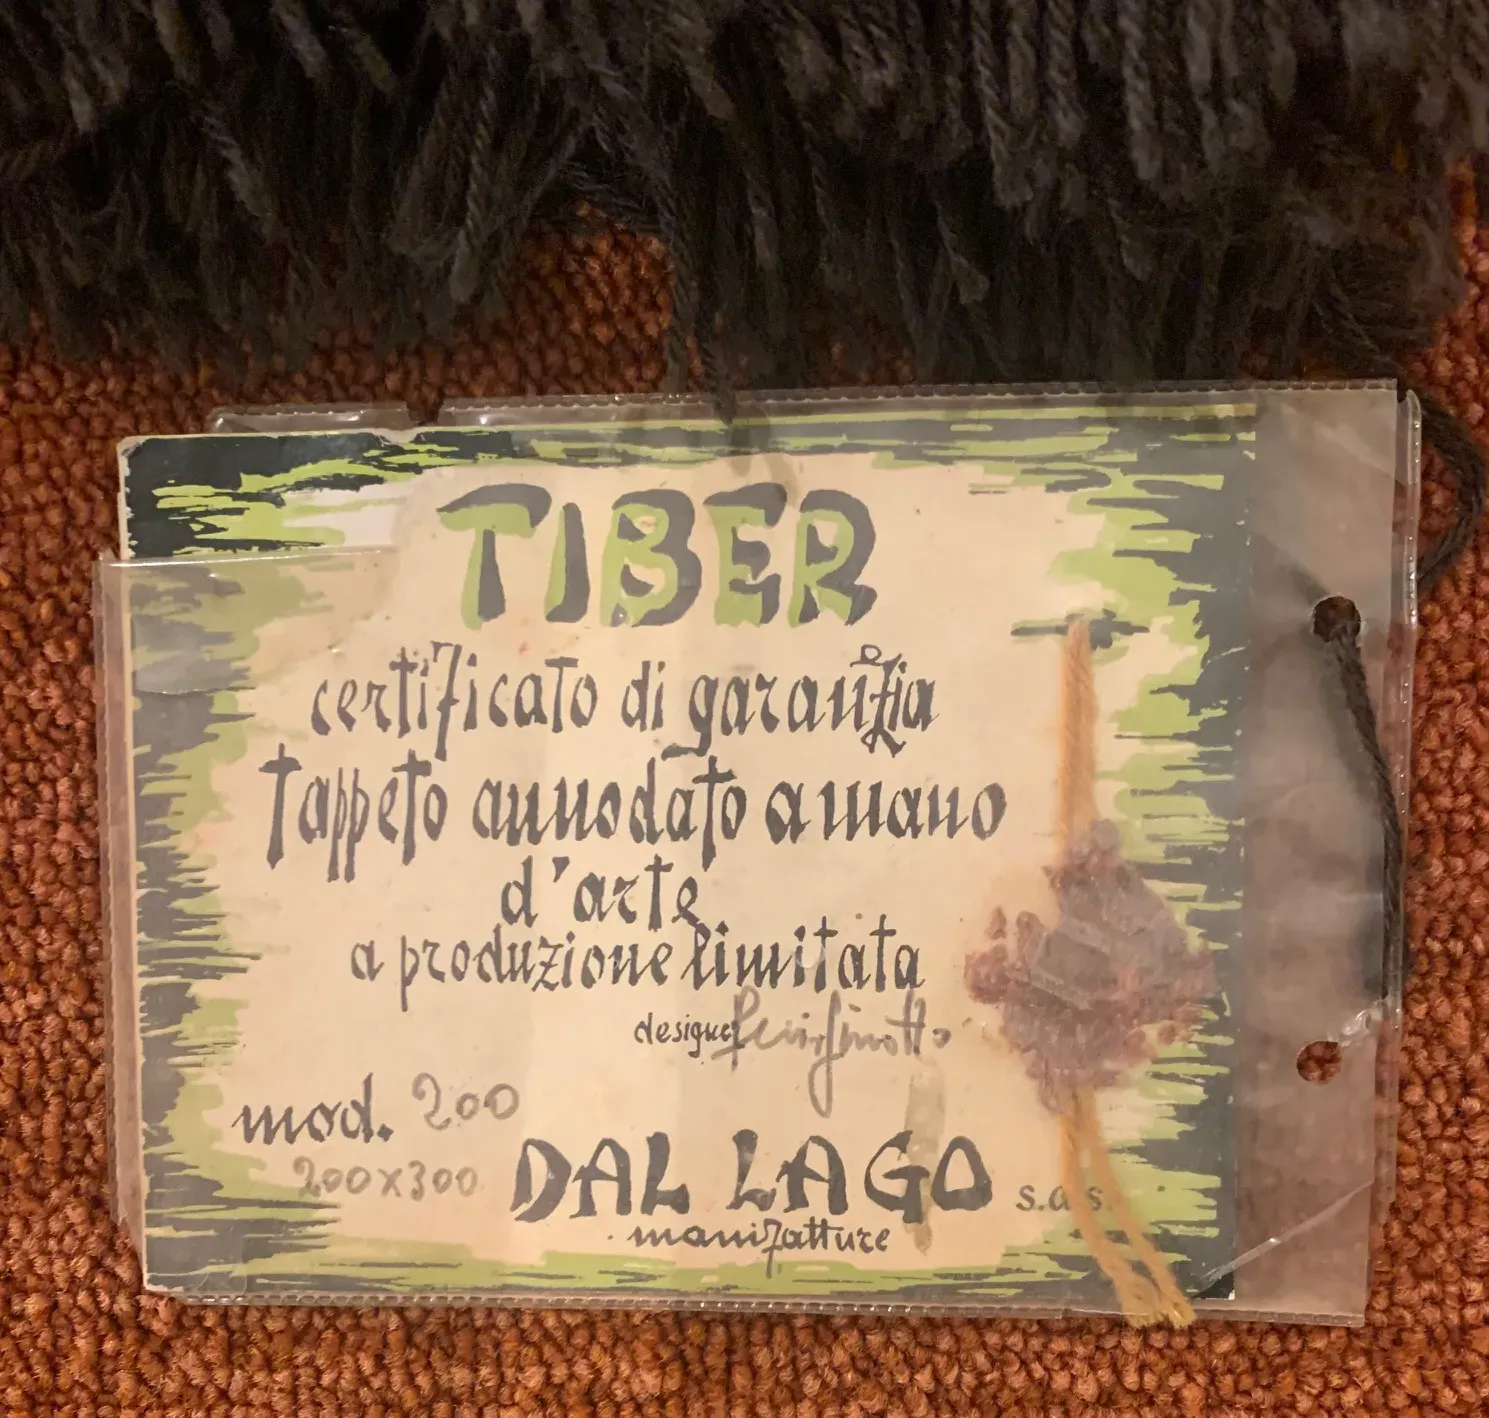 TIBER
certificato di garanzia
tappeto annodato a mano
d'arte
a produzione limitata
design
mod. 200
200x300
DAL LAGO s.a.s.
manifatture